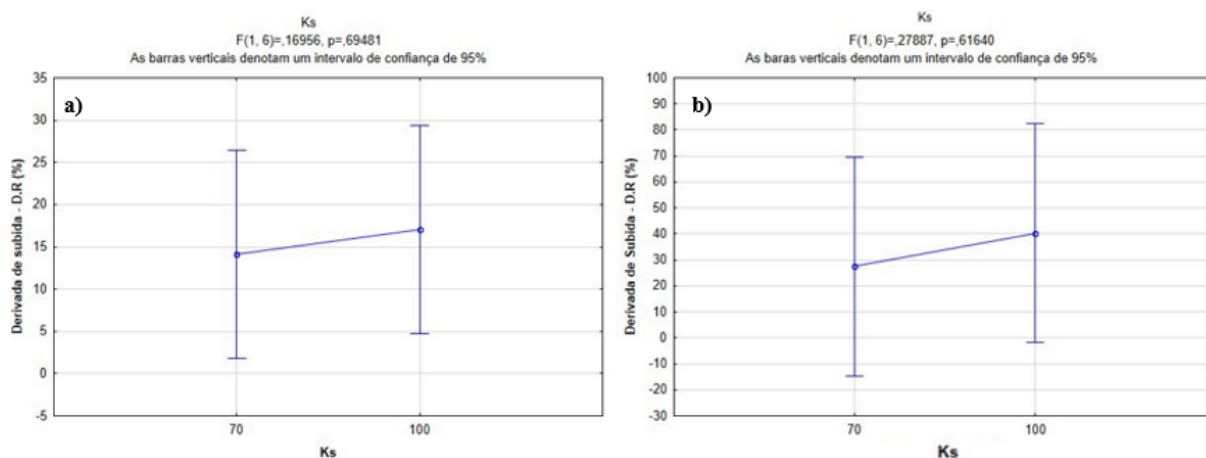 Ks
F(1, 6)=,16956, p=,69481
As barras verticais denotam um intervalo de confiança de 95%
a)
35
30
25
20
15
10
5
0
-5
Derivada de subida - D.R (%)
70
100
Ks
Ks
F(1, 6)=,27887, p=,61640
As barras verticais denotam um intervalo de confiança de 95%
b)
100
90
80
70
60
50
40
30
20
10
0
-10
-20
-30
Derivada de Subida - D.R (%)
70
100
Ks